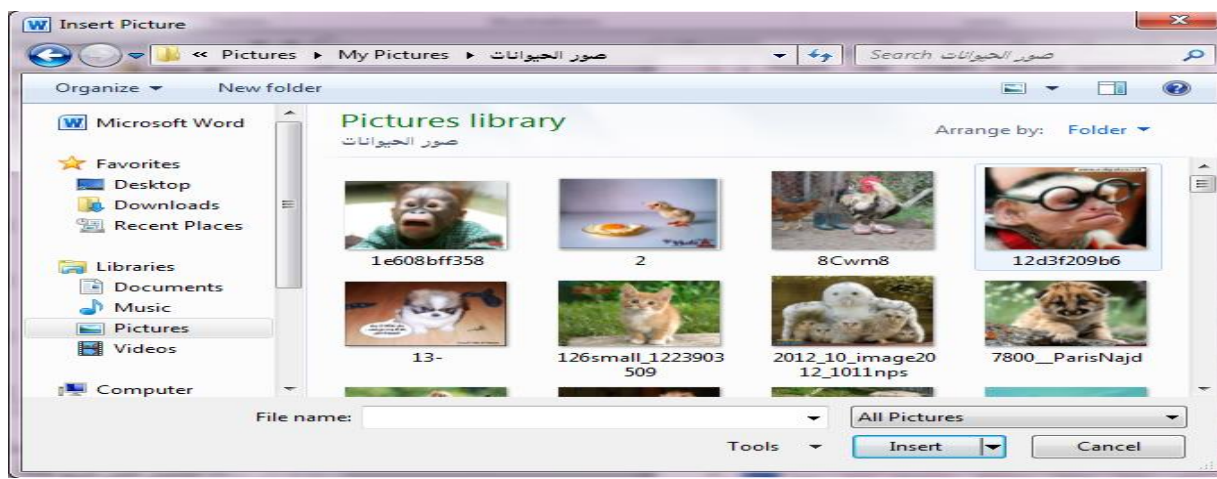 Insert Picture
« Pictures ▸ My Pictures ▸ صور الحيوانات
Search صور الحيوانات
Organize New folder
Microsoft Word
Favorites
Desktop
Downloads
Recent Places
Libraries
Documents
Music
Pictures
Videos
Computer
Pictures library
صور الحيوانات
Arrange by: Folder
1e608bff358
2
8Cwm8
12d3f209b6
13-
126small_1223903
509
2012_10_image20
12_1011nps
7800__ParisNajd
File name:
All Pictures
Tools
Insert
Cancel